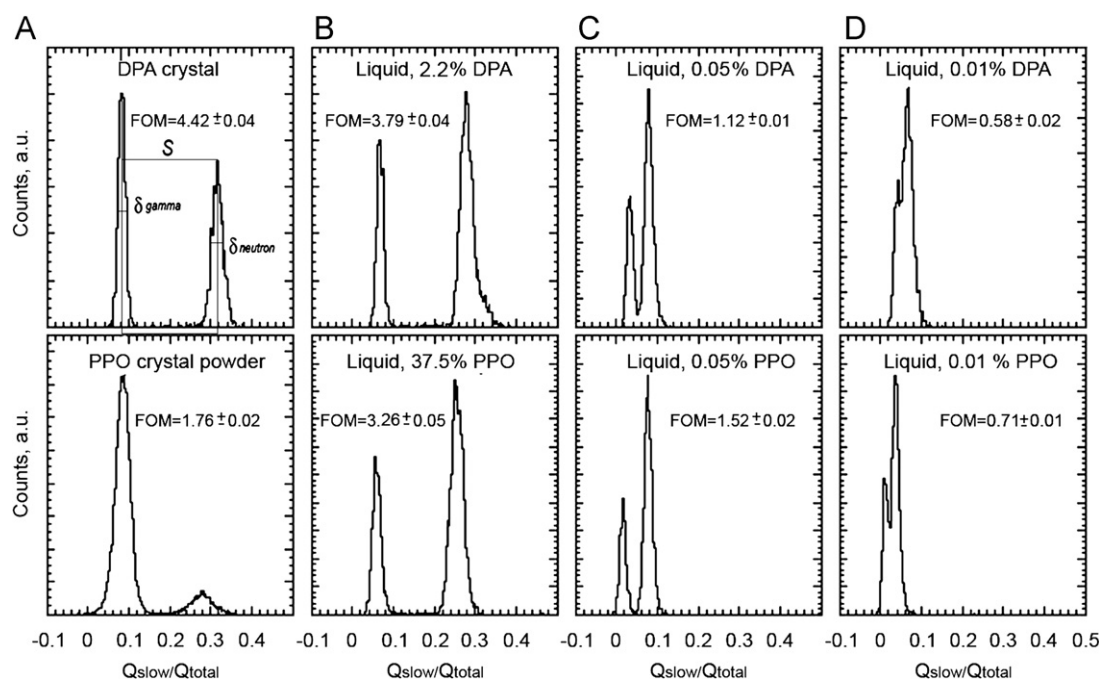 A
B
C
D
DPA crystal
FOM=4.42±0.04
S
δ gamma
δ neutron
Counts, a.u.
Liquid, 2.2% DPA
FOM=3.79±0.04
Liquid, 0.05% DPA
FOM=1.12±0.01
Liquid, 0.01% DPA
FOM=0.58±0.02
PPO crystal powder
FOM=1.76±0.02
Counts, a.u.
Liquid, 37.5% PPO
FOM=3.26±0.05
Liquid, 0.05% PPO
FOM=1.52±0.02
Liquid, 0.01 % PPO
FOM=0.71±0.01
-0.1 0 0.1 0.2 0.3 0.4
-0.1 0 0.1 0.2 0.3 0.4
-0.1 0 0.1 0.2 0.3 0.4
-0.1 0 0.1 0.2 0.3 0.4 0.5
Qslow/Qtotal
Qslow/Qtotal
Qslow/Qtotal
Qslow/Qtotal